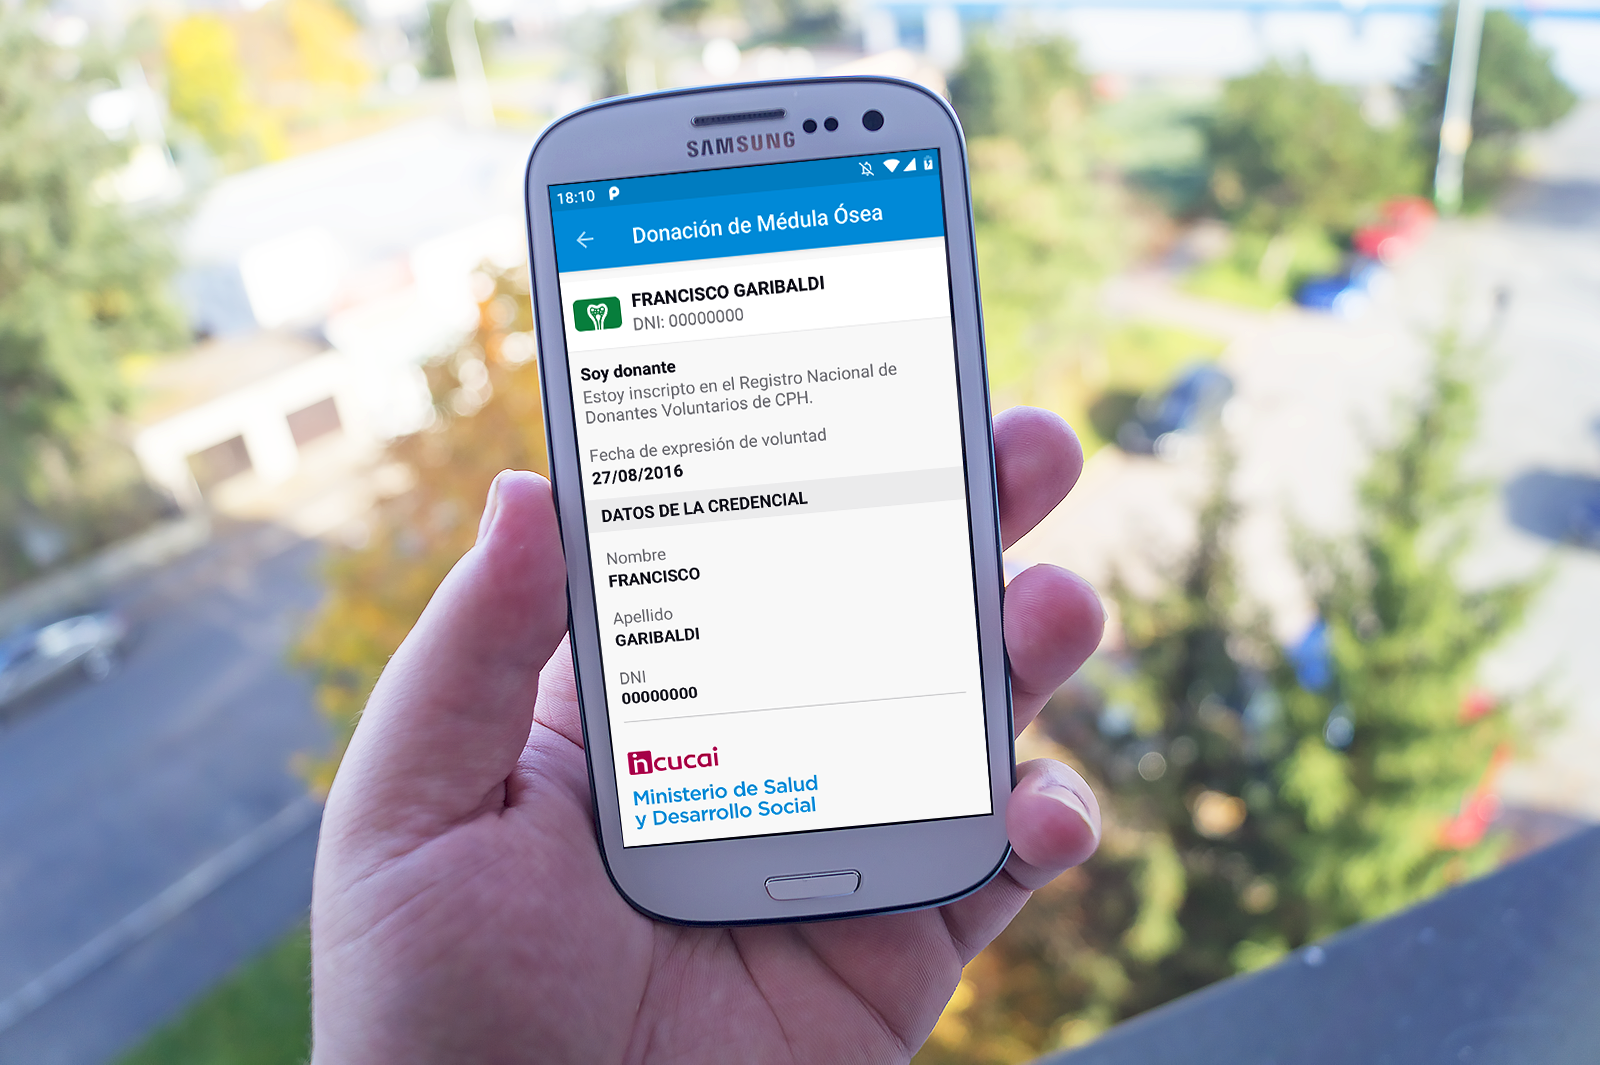 SAMSUNG
18:10
Donación de Médula Ósea
FRANCISCO GARIBALDI
DNI: 00000000
Soy donante
Estoy inscripto en el Registro Nacional de
Donantes Voluntarios de CPH.
Fecha de expresión de voluntad
27/08/2016
DATOS DE LA CREDENCIAL
Nombre
FRANCISCO
Apellido
GARIBALDI
DNI
00000000
incucai
Ministerio de Salud
y Desarrollo Social